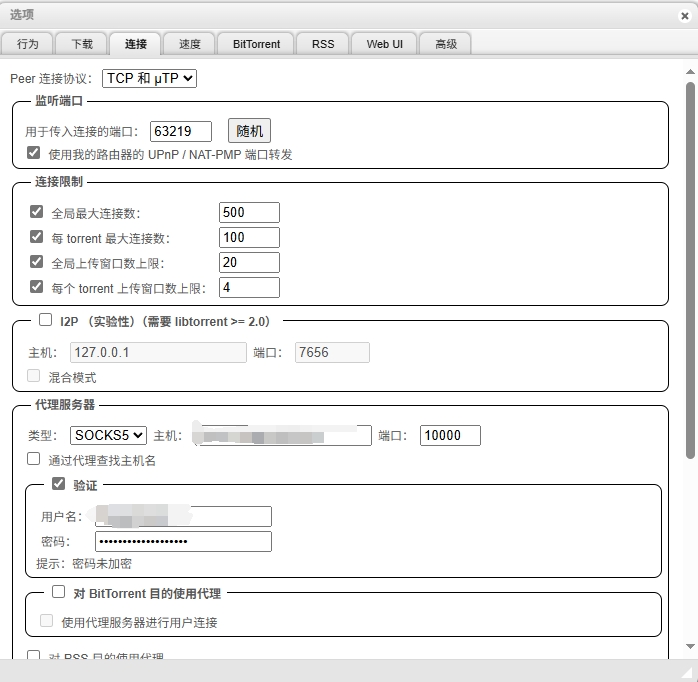 选项
行为 下载 连接 速度 BitTorrent RSS Web UI 高级
Peer 连接协议： TCP 和 μTP
监听端口
用于传入连接的端口： 63219 随机
使用我的路由器的 UPnP / NAT-PMP 端口转发
连接限制
全局最大连接数： 500
每 torrent 最大连接数： 100
全局上传窗口数上限： 20
每个 torrent 上传窗口数上限： 4
I2P （实验性）（需要 libtorrent >= 2.0）
主机： 127.0.0.1 端口： 7656
混合模式
代理服务器
类型： SOCKS5 主机： 端口： 10000
通过代理查找主机名
验证
用户名：
密码： •••••••••••••••••••
提示：密码未加密
对 BitTorrent 目的使用代理
使用代理服务器进行用户连接
对 RSS 目的使用代理